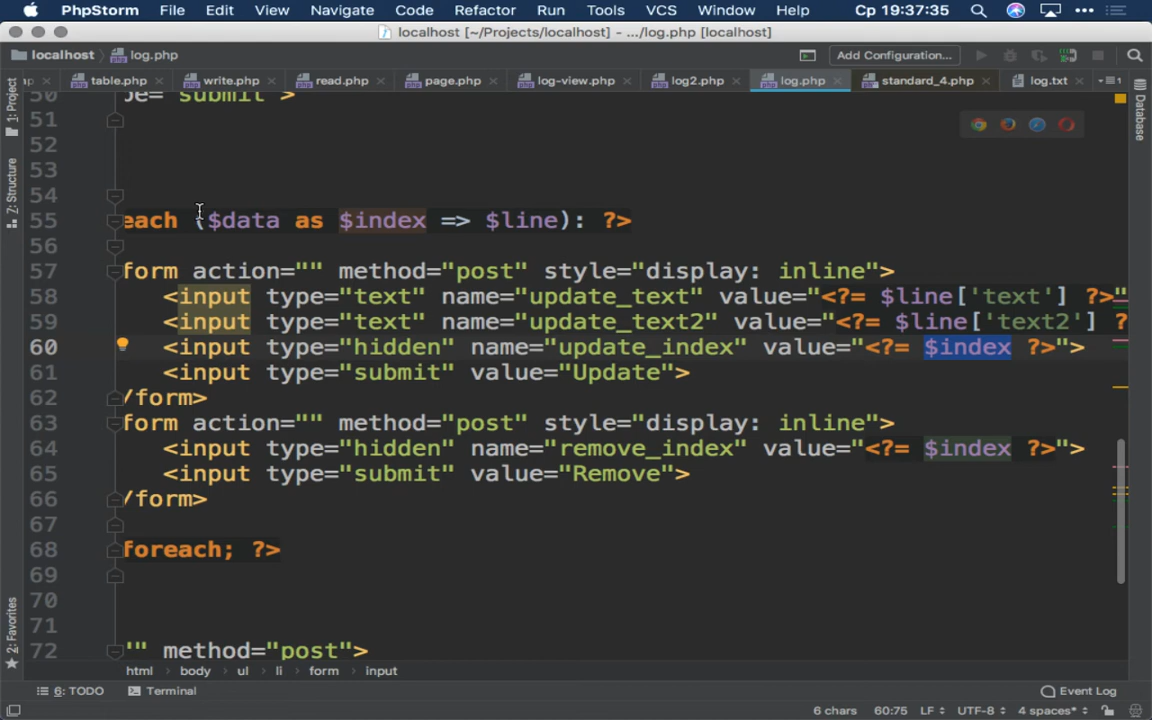 PhpStorm File Edit View Navigate Code Refactor Run Tools VCS Window Help Ср 19:37:35
localhost [~/Projects/localhost] - .../log.php [localhost]
localhost log.php Add Configuration...
table.php write.php read.php page.php log-view.php log2.php log.php standard_4.php log.txt
1: Project
Z: Structure
2: Favorites
Database
50 pe="submit">
51
52
53
54
55 each ($data as $index => $line): ?>
56
57 form action="" method="post" style="display: inline">
58 <input type="text" name="update_text" value="<?= $line['text'] ?>"
59 <input type="text" name="update_text2" value="<?= $line['text2'] ?
60 <input type="hidden" name="update_index" value="<?= $index ?>">
61 <input type="submit" value="Update">
62 /form>
63 form action="" method="post" style="display: inline">
64 <input type="hidden" name="remove_index" value="<?= $index ?>">
65 <input type="submit" value="Remove">
66 /form>
67
68 foreach; ?>
69
70
71
72 "" method="post">
html body ul li form input
6: TODO Terminal Event Log
6 chars 60:75 LF UTF-8 4 spaces*